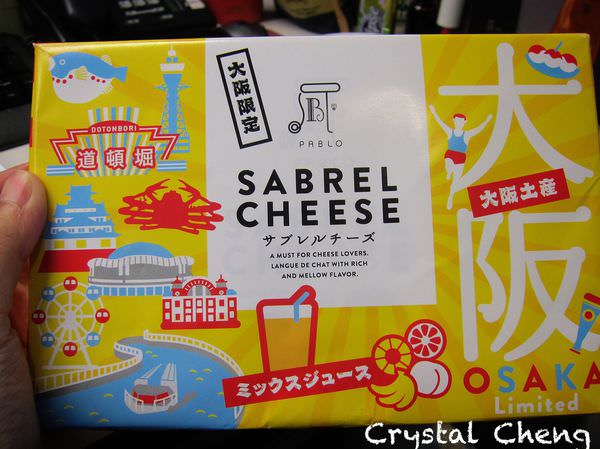 大阪限定
PABLO
SABREL
CHEESE
サブレルチーズ
A MUST FOR CHEESE LOVERS.
LANGUE DE CHAT WITH RICH
AND MELLOW FLAVOR.
DOTONBORI
道頓堀
ミックスジュース
大阪
大阪土産
OSAKA
Limited
Crystal Cheng